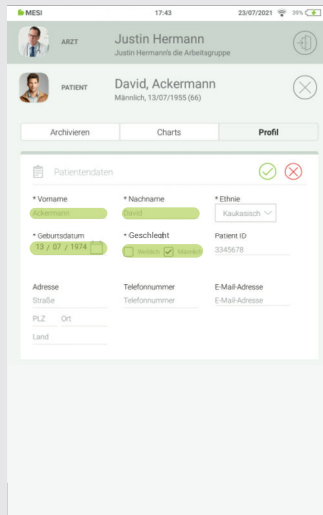 MESI 17:43 23/07/2021 39%
ARZT Justin Hermann
Justin Hermann's die Arbeitsgruppe
PATIENT David, Ackermann
Männlich, 13/07/1955 (66)
Archivieren Charts Profil
Patientendaten
* Vorname * Nachname * Ethnie
Ackermann David Kaukasisch
* Geburtsdatum * Geschlecht Patient ID
13 / 07 / 1974 Weiblich Männlich 3345678
Adresse Telefonnummer E-Mail-Adresse
Straße Telefonnummer E-Mail-Adresse
PLZ Ort
Land